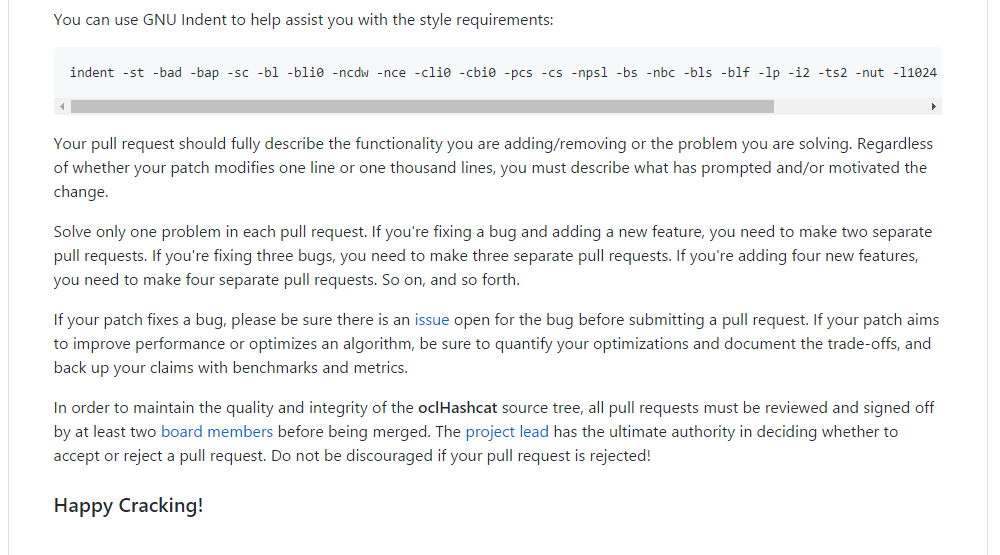 You can use GNU Indent to help assist you with the style requirements:
indent -st -bad -bap -sc -bl -bli0 -ncdw -nce -cli0 -cbi0 -pcs -cs -npsl -bs -nbc -bls -blf -lp -i2 -ts2 -nut -l1024
Your pull request should fully describe the functionality you are adding/removing or the problem you are solving. Regardless
of whether your patch modifies one line or one thousand lines, you must describe what has prompted and/or motivated the
change.
Solve only one problem in each pull request. If you're fixing a bug and adding a new feature, you need to make two separate
pull requests. If you're fixing three bugs, you need to make three separate pull requests. If you're adding four new features,
you need to make four separate pull requests. So on, and so forth.
If your patch fixes a bug, please be sure there is an issue open for the bug before submitting a pull request. If your patch aims
to improve performance or optimizes an algorithm, be sure to quantify your optimizations and document the trade-offs, and
back up your claims with benchmarks and metrics.
In order to maintain the quality and integrity of the oclHashcat source tree, all pull requests must be reviewed and signed off
by at least two board members before being merged. The project lead has the ultimate authority in deciding whether to
accept or reject a pull request. Do not be discouraged if your pull request is rejected!
Happy Cracking!